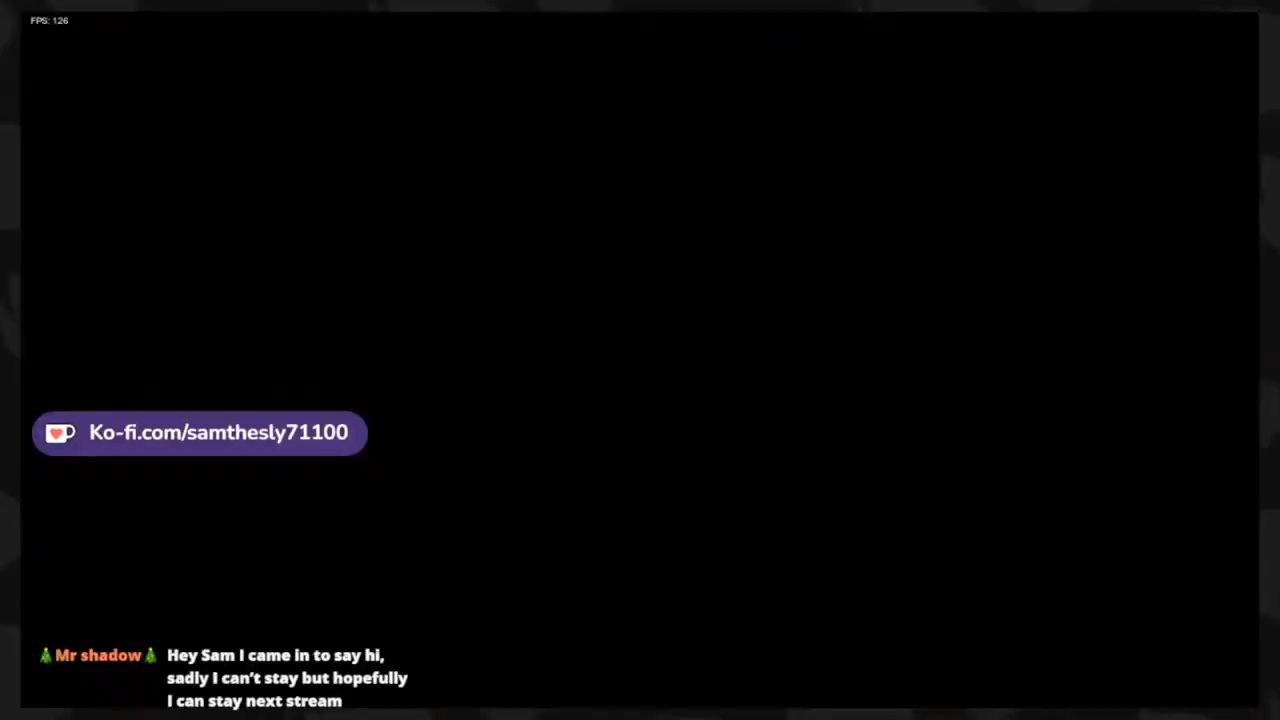 FPS: 126
Ko-fi.com/samthesly71100
🎄Mr shadow🎄 Hey Sam I came in to say hi,
sadly I can't stay but hopefully
I can stay next stream